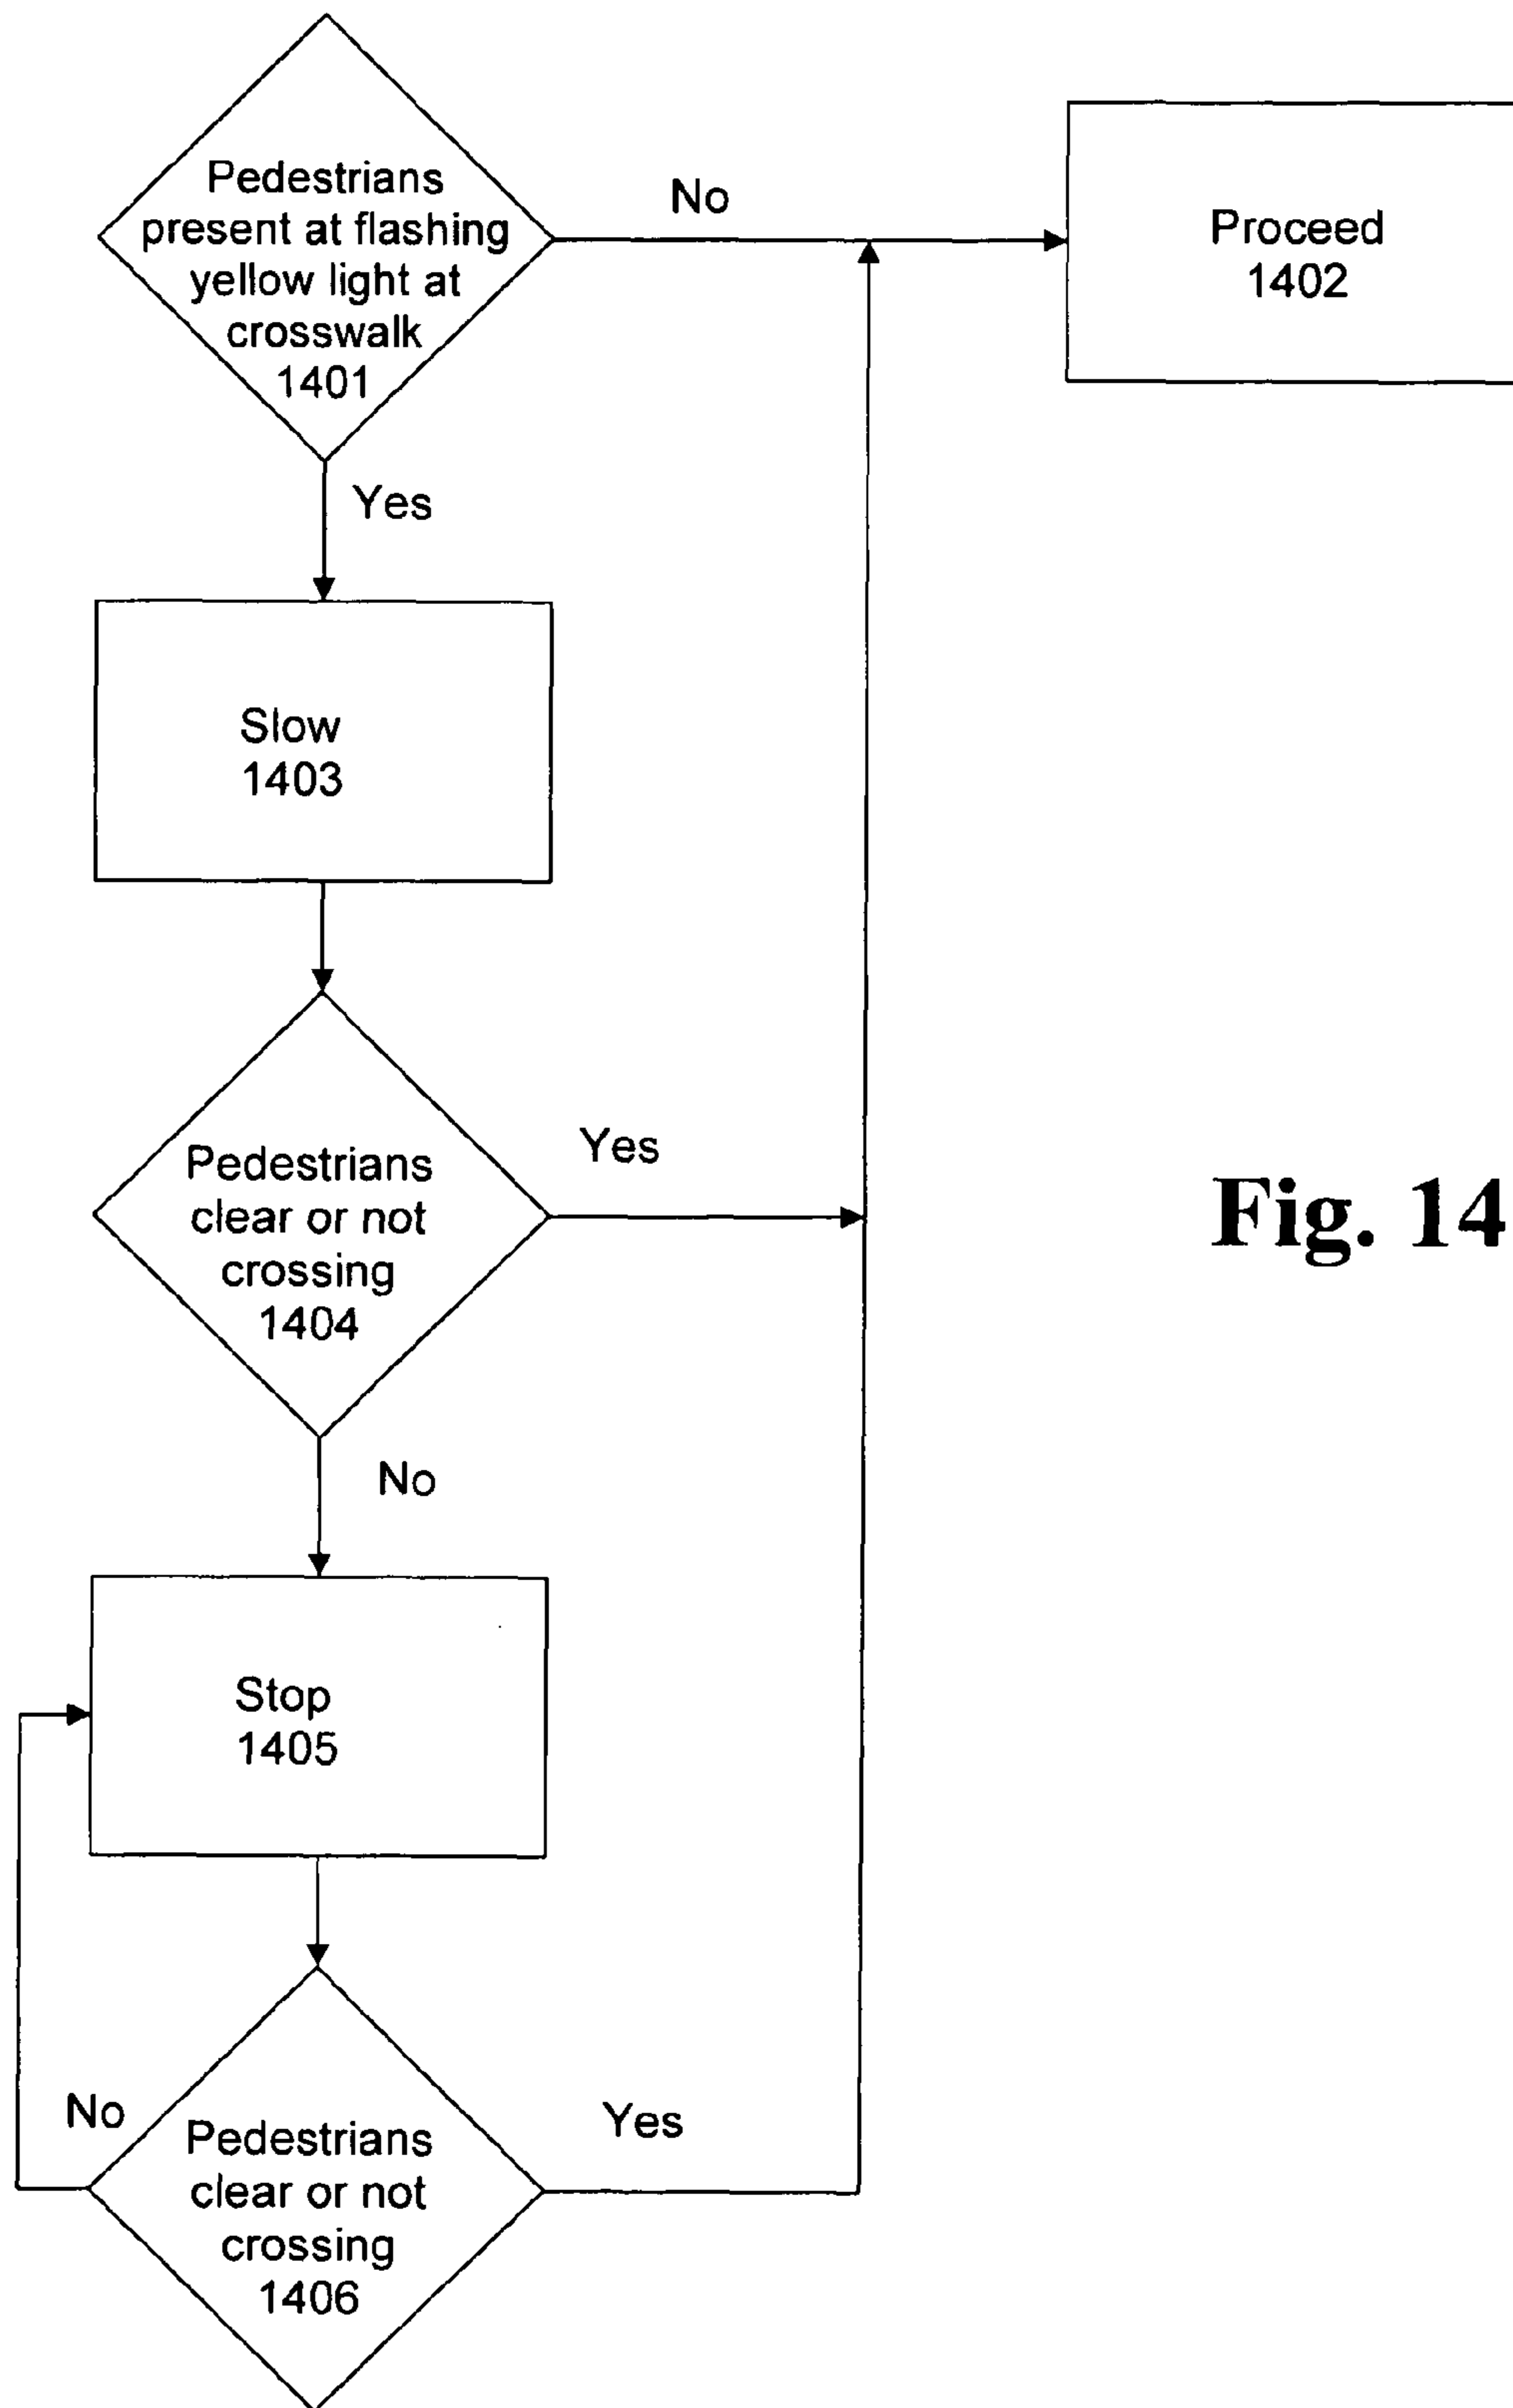 Pedestrians
present at flashing
yellow light at
crosswalk
1401
No
Proceed
1402
Yes
Slow
1403
Pedestrians
clear or not
crossing
1404
Yes
Fig. 14
No
Stop
1405
No
Pedestrians
clear or not
crossing
1406
Yes